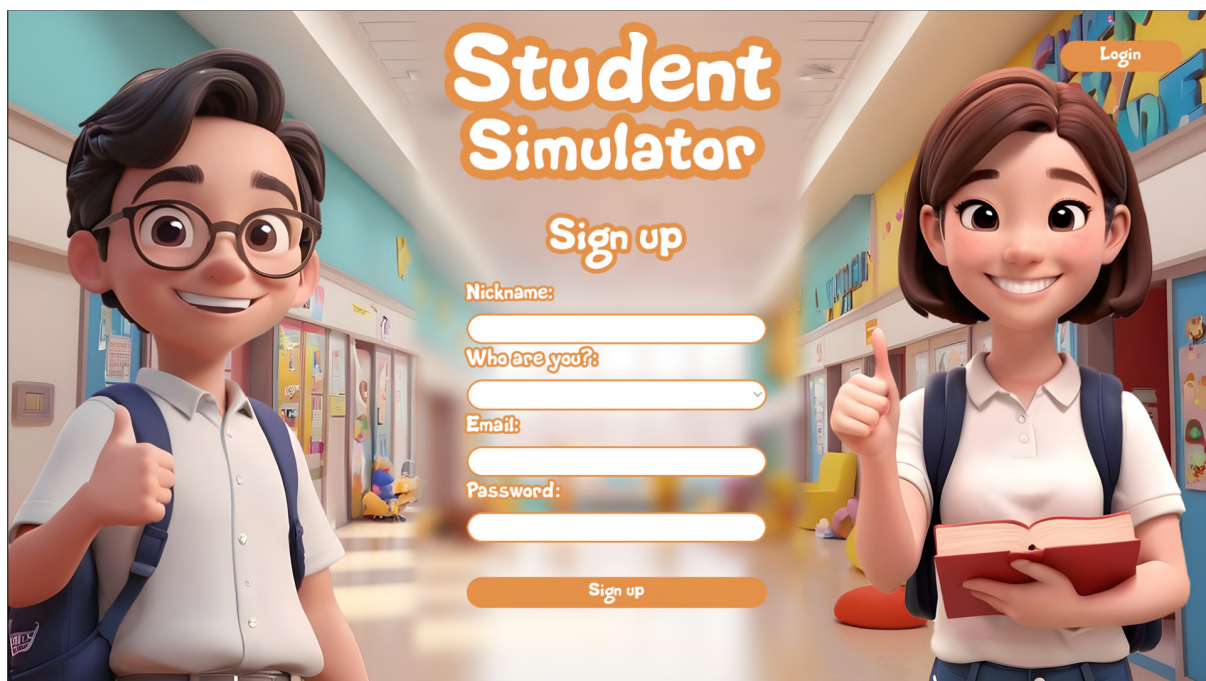 Student
Simulator
Login
Sign up
Nickname:
Who are you?:
Email:
Password:
Sign up